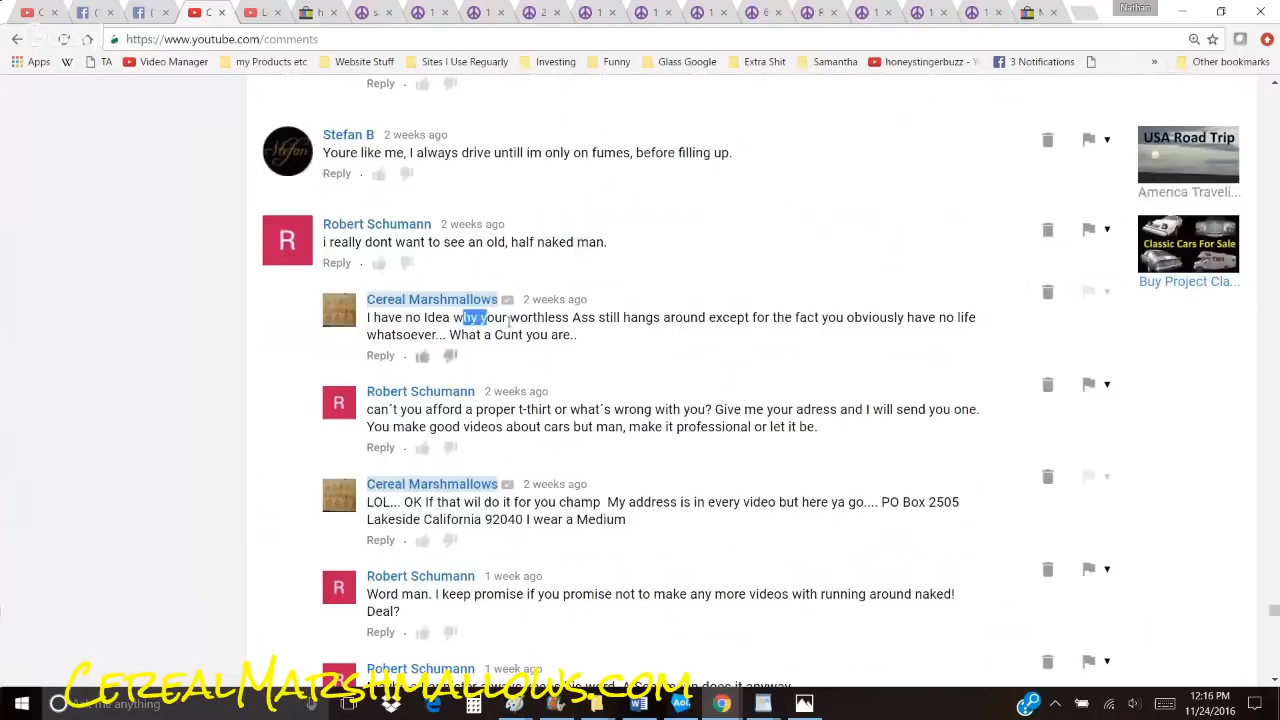 Nathan
https://www.youtube.com/comments
Apps TA Video Manager my Products etc Website Stuff Sites I Use Reguarly Investing Funny Glass Google Extra Shit Samantha honeystingerbuzz - You 3 Notifications » Other bookmarks
Reply
Stefan B 2 weeks ago
Youre like me, I always drive untill im only on fumes, before filling up.
Reply
USA Road Trip
America Traveli...
Robert Schumann 2 weeks ago
R
i really dont want to see an old, half naked man.
Reply
Classic Cars For Sale
Buy Project Cla...
Cereal Marshmallows 2 weeks ago
I have no Idea why your worthless Ass still hangs around except for the fact you obviously have no life
whatsoever... What a Cunt you are..
Reply
Robert Schumann 2 weeks ago
R
can´t you afford a proper t-thirt or what´s wrong with you? Give me your adress and I will send you one.
You make good videos about cars but man, make it professional or let it be.
Reply
Cereal Marshmallows 2 weeks ago
LOL... OK If that wil do it for you champ My address is in every video but here ya go.... PO Box 2505
Lakeside California 92040 I wear a Medium
Reply
Robert Schumann 1 week ago
R
Word man. I keep promise if you promise not to make any more videos with running around naked!
Deal?
Reply
Robert Schumann 1 week ago
CerealMarshmallows.com
Ask me anything
Aol.
12:16 PM
11/24/2016